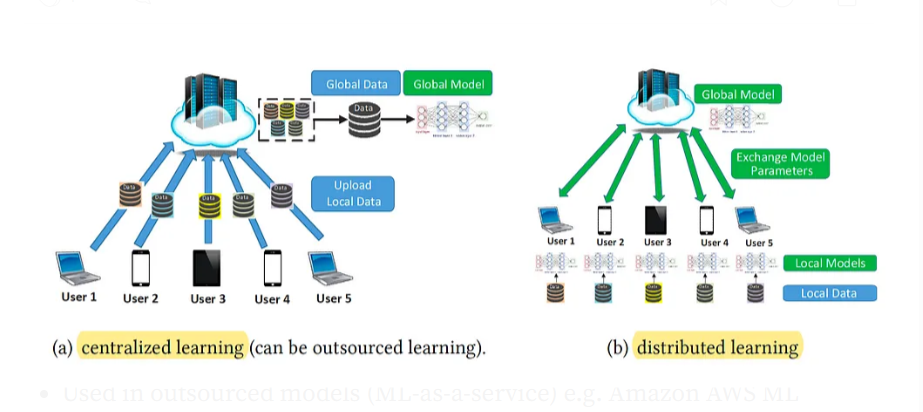 Global Data
Global Model
Data
Data
Data
Data
Data
Data
Data
Upload
Local Data
User 1
User 2
User 3
User 4
User 5
(a) centralized learning (can be outsourced learning).
Global Model
Exchange Model
Parameters
User 1
User 2
User 3
User 4
User 5
Local Models
Data
Data
Data
Data
Data
Local Data
(b) distributed learning
• Used in outsourced models (ML-as-a-service) e.g. Amazon AWS ML